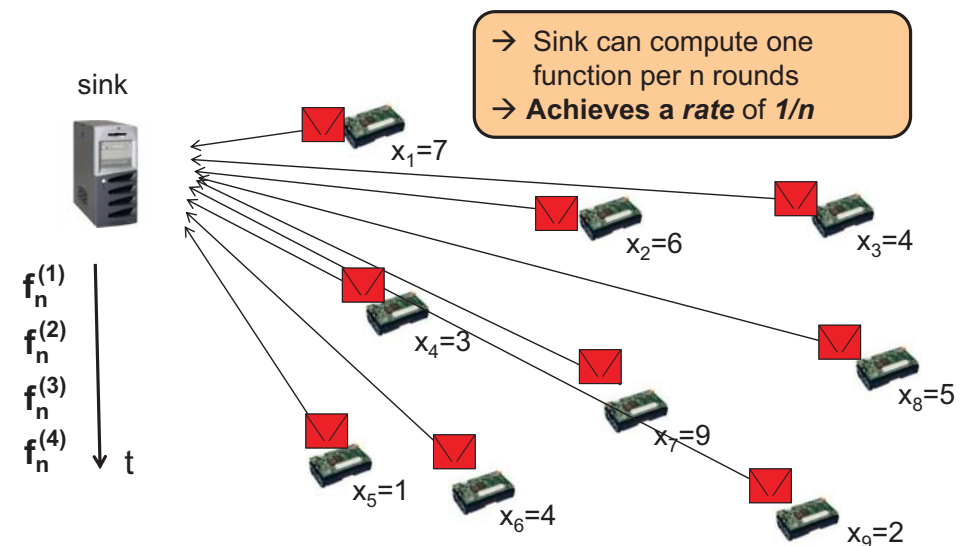 → Sink can compute one
function per n rounds
→ Achieves a rate of 1/n
sink
x₁=7
x₂=6
x₃=4
fₙ⁽¹⁾
fₙ⁽²⁾
x₄=3
fₙ⁽³⁾
x₈=5
x₇=9
fₙ⁽⁴⁾
t
x₅=1
x₆=4
x₉=2